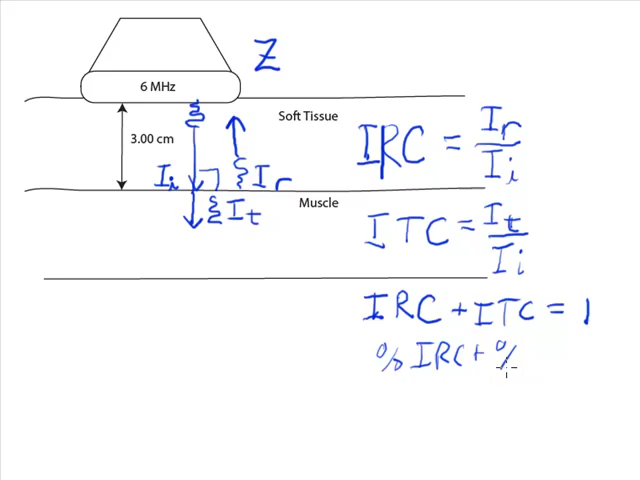 Z
6 MHz
Soft Tissue
3.00 cm
IRC = Ir/Ii
Ii
Ir
Muscle
It
ITC = It/Ii
IRC + ITC = 1
% IRC + %